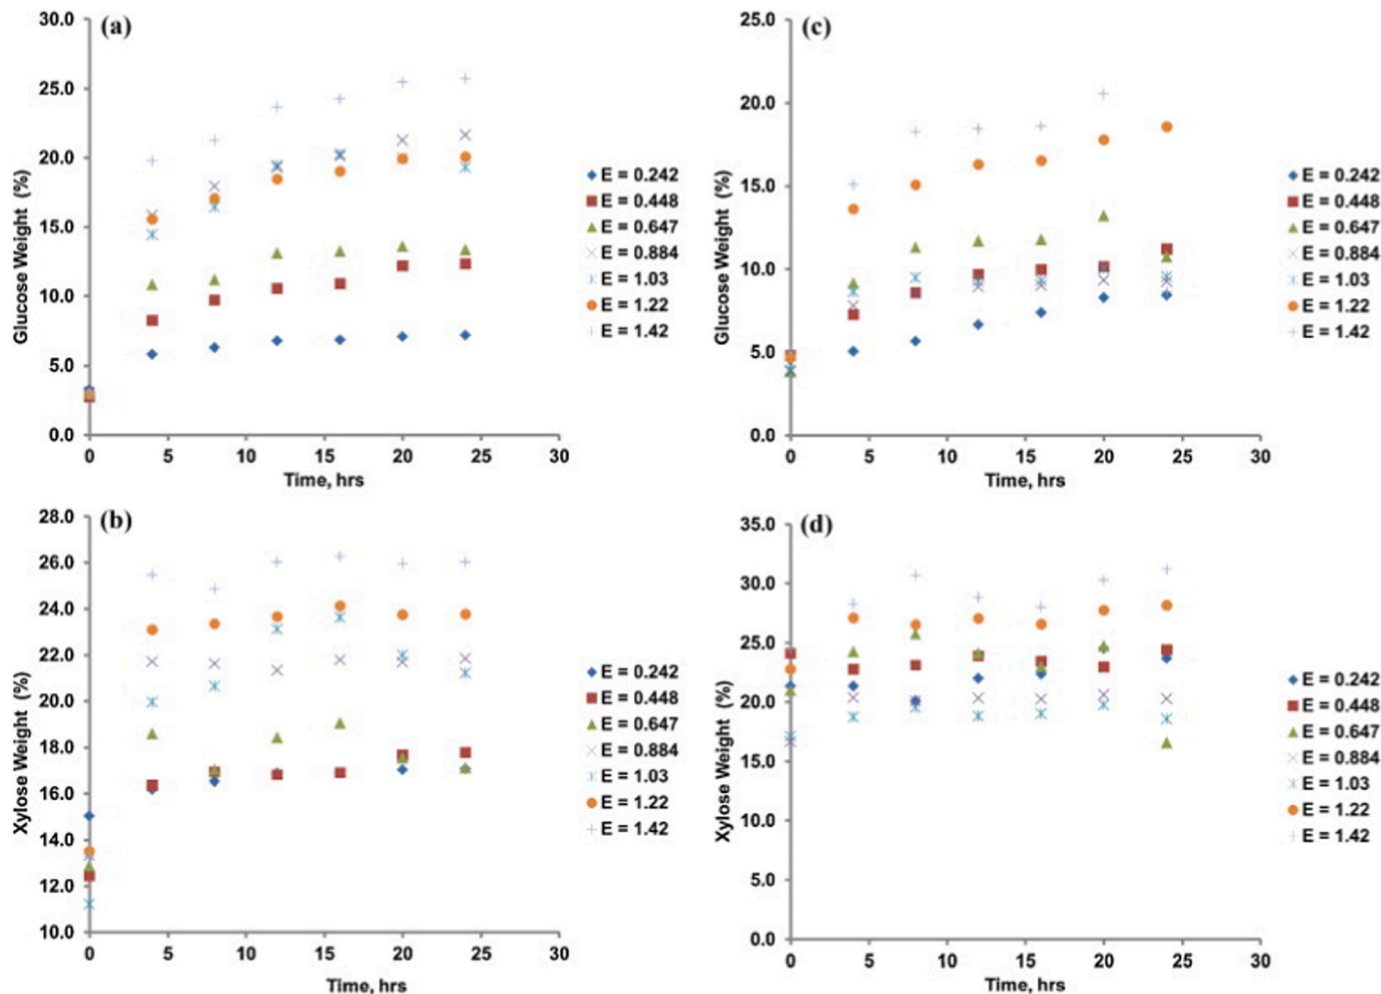 (a)
30.0
25.0
20.0
15.0
10.0
5.0
0.0
Glucose Weight (%)
0 5 10 15 20 25 30
Time, hrs
E = 0.242
E = 0.448
E = 0.647
E = 0.884
E = 1.03
E = 1.22
E = 1.42
(c)
25.0
20.0
15.0
10.0
5.0
0.0
Glucose Weight (%)
0 5 10 15 20 25 30
Time, hrs
E = 0.242
E = 0.448
E = 0.647
E = 0.884
E = 1.03
E = 1.22
E = 1.42
(b)
28.0
26.0
24.0
22.0
20.0
18.0
16.0
14.0
12.0
10.0
Xylose Weight (%)
0 5 10 15 20 25 30
Time, hrs
E = 0.242
E = 0.448
E = 0.647
E = 0.884
E = 1.03
E = 1.22
E = 1.42
(d)
35.0
30.0
25.0
20.0
15.0
10.0
5.0
0.0
Xylose Weight (%)
0 5 10 15 20 25 30
Time, hrs
E = 0.242
E = 0.448
E = 0.647
E = 0.884
E = 1.03
E = 1.22
E = 1.42